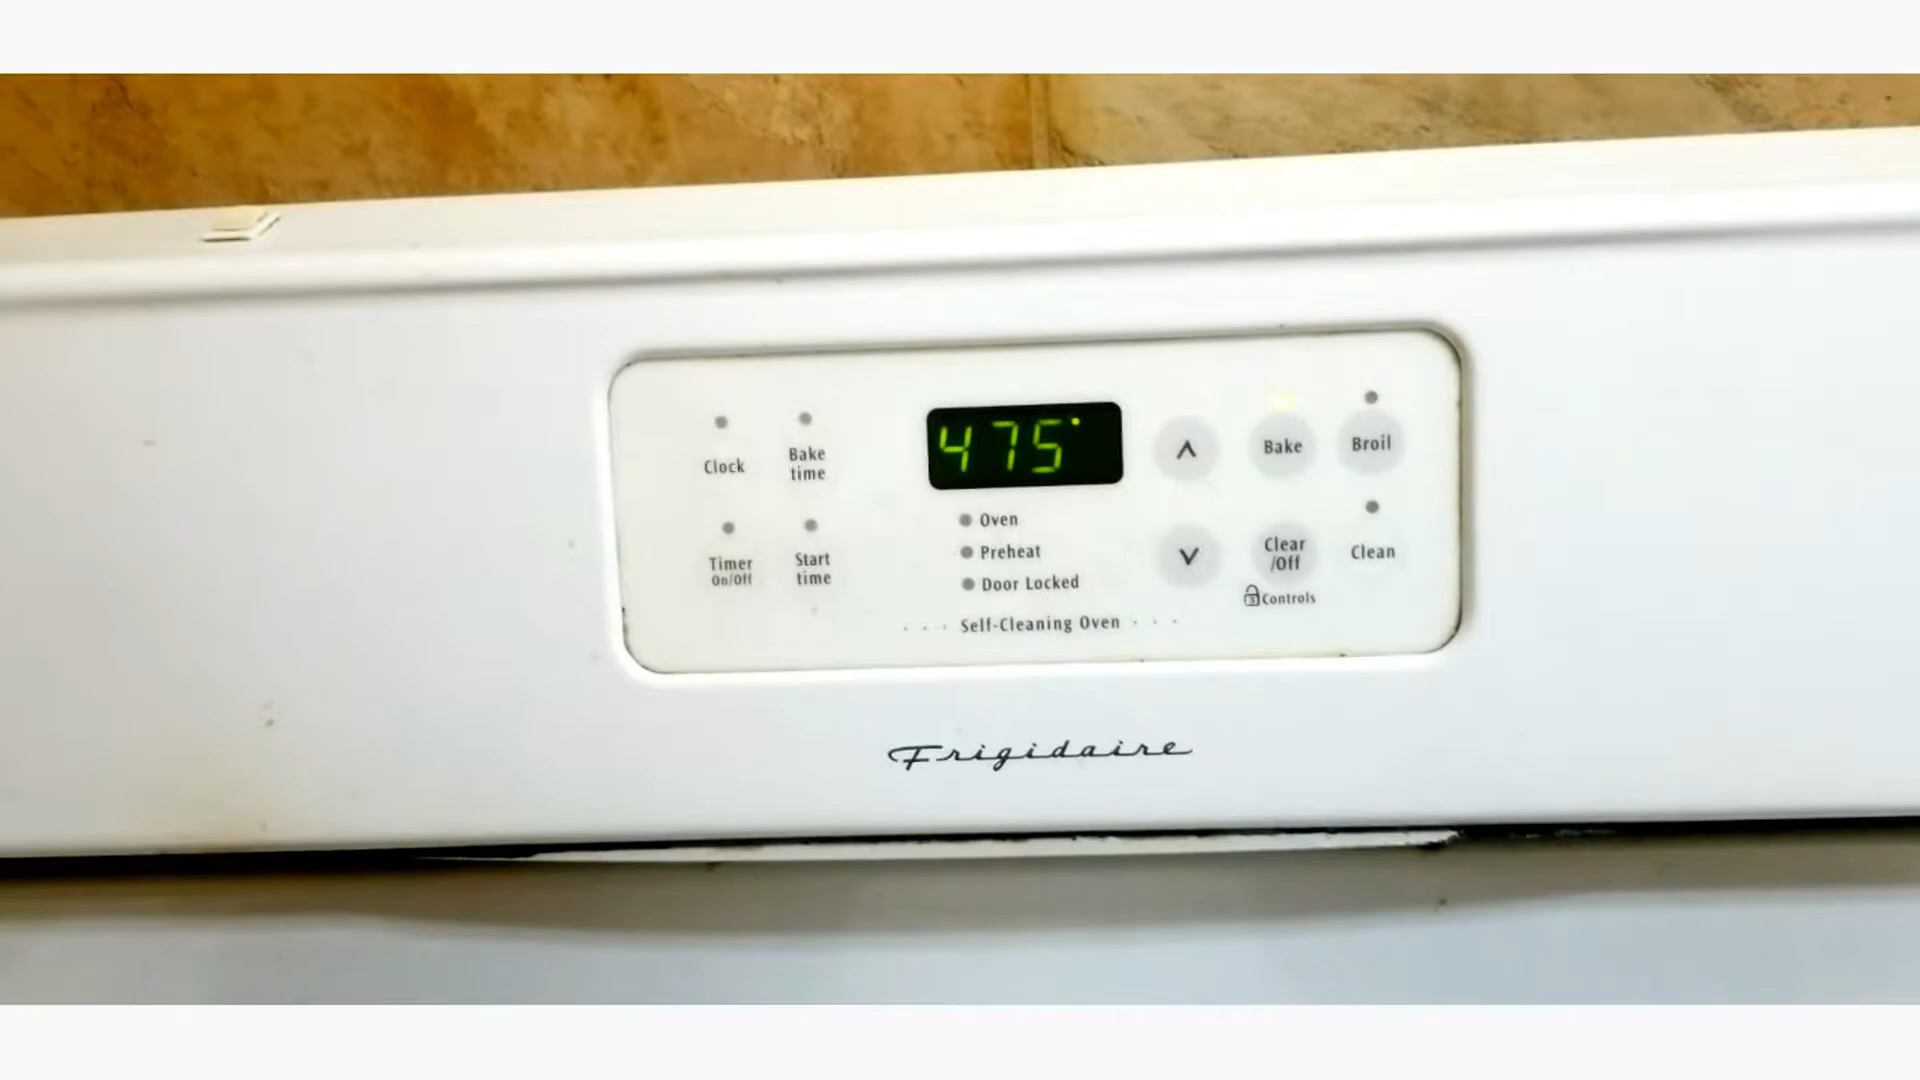 Clock
Bake
time
475°
Bake
Broil
Oven
Preheat
Door Locked
Timer
On/Off
Start
time
Clear
/Off
Controls
Clean
Self-Cleaning Oven
Frigidaire